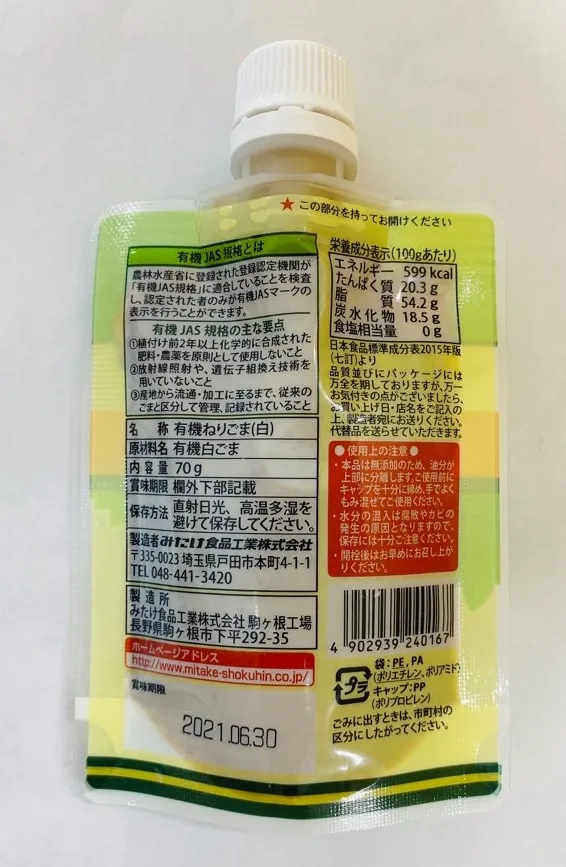 ★ この部分を持ってお開けください
有機JAS規格とは
農林水産省に登録された登録認定機関が
「有機JAS規格」に適合していることを検査
し、認定された者のみが有機JASマークの
表示を行うことができます。
有機JAS規格の主な要点
①植付け前2年以上化学的に合成された
肥料・農薬を原則として使用しないこと
②放射線照射や、遺伝子組換え技術を
用いていないこと
③産地から流通・加工に至るまで、従来の
ごまと区分して管理、記録されていること
名 称 有機ねりごま(白)
原材料名 有機白ごま
内容量 70g
賞味期限 欄外下部記載
保存方法 直射日光、高温多湿を
避けて保存してください。
製造者 みたけ食品工業株式会社
〒335-0023 埼玉県戸田市本町4-1-1
TEL 048-441-3420
製造所
みたけ食品工業株式会社 駒ヶ根工場
長野県駒ヶ根市下平292-35
ホームページアドレス
http://www.mitake-shokuhin.co.jp/
賞味期限
2021.06.30
栄養成分表示(100gあたり)
エネルギー 599 kcal
たんぱく質 20.3 g
脂質 54.2 g
炭水化物 18.5 g
食塩相当量 0 g
日本食品標準成分表2015年版
(七訂)より
品質並びにパッケージには
万全を期しておりますが、万一
お気付きの点がございましたら、
お買い上げ日・店名をご記入の
上、製造者宛にお送りください。
代替品を送らせていただきます。
●使用上の注意●
・本品は無添加のため、油分が
上部に分離します。ご使用前に
キャップを十分に締め、手でよく
もみ混ぜてご使用ください。
・水分の混入は腐敗やカビの
発生の原因となりますので、
保存には十分ご注意ください。
・開栓後はお早めにお召し上が
りください。
4 902939 240167
プラ
袋:PE, PA
(ポリエチレン、ポリアミド)
キャップ:PP
(ポリプロピレン)
ごみに出すときは、市町村の
区分にしたがってください。